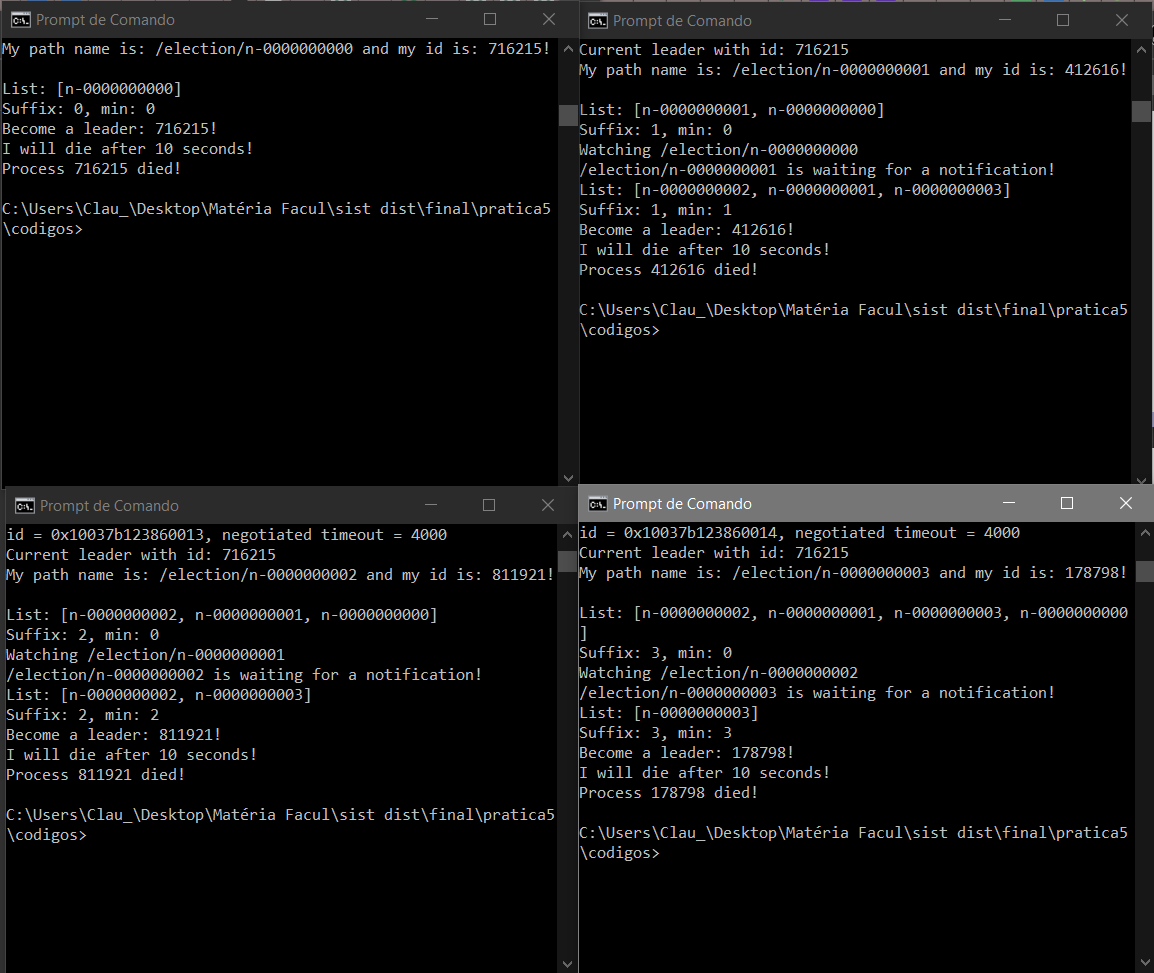 Prompt de Comando
My path name is: /election/n-0000000000 and my id is: 716215!
List: [n-0000000000]
Suffix: 0, min: 0
Become a leader: 716215!
I will die after 10 seconds!
Process 716215 died!
C:\Users\Clau_\Desktop\Matéria Facul\sist dist\final\pratica5
\codigos>
Prompt de Comando
Current leader with id: 716215
My path name is: /election/n-0000000001 and my id is: 412616!
List: [n-0000000001, n-0000000000]
Suffix: 1, min: 0
Watching /election/n-0000000000
/election/n-0000000001 is waiting for a notification!
List: [n-0000000002, n-0000000001, n-0000000003]
Suffix: 1, min: 1
Become a leader: 412616!
I will die after 10 seconds!
Process 412616 died!
C:\Users\Clau_\Desktop\Matéria Facul\sist dist\final\pratica5
\codigos>
Prompt de Comando
id = 0x10037b123860013, negotiated timeout = 4000
Current leader with id: 716215
My path name is: /election/n-0000000002 and my id is: 811921!
List: [n-0000000002, n-0000000001, n-0000000000]
Suffix: 2, min: 0
Watching /election/n-0000000001
/election/n-0000000002 is waiting for a notification!
List: [n-0000000002, n-0000000003]
Suffix: 2, min: 2
Become a leader: 811921!
I will die after 10 seconds!
Process 811921 died!
C:\Users\Clau_\Desktop\Matéria Facul\sist dist\final\pratica5
\codigos>
Prompt de Comando
id = 0x10037b123860014, negotiated timeout = 4000
Current leader with id: 716215
My path name is: /election/n-0000000003 and my id is: 178798!
List: [n-0000000002, n-0000000001, n-0000000003, n-0000000000
]
Suffix: 3, min: 0
Watching /election/n-0000000002
/election/n-0000000003 is waiting for a notification!
List: [n-0000000003]
Suffix: 3, min: 3
Become a leader: 178798!
I will die after 10 seconds!
Process 178798 died!
C:\Users\Clau_\Desktop\Matéria Facul\sist dist\final\pratica5
\codigos>